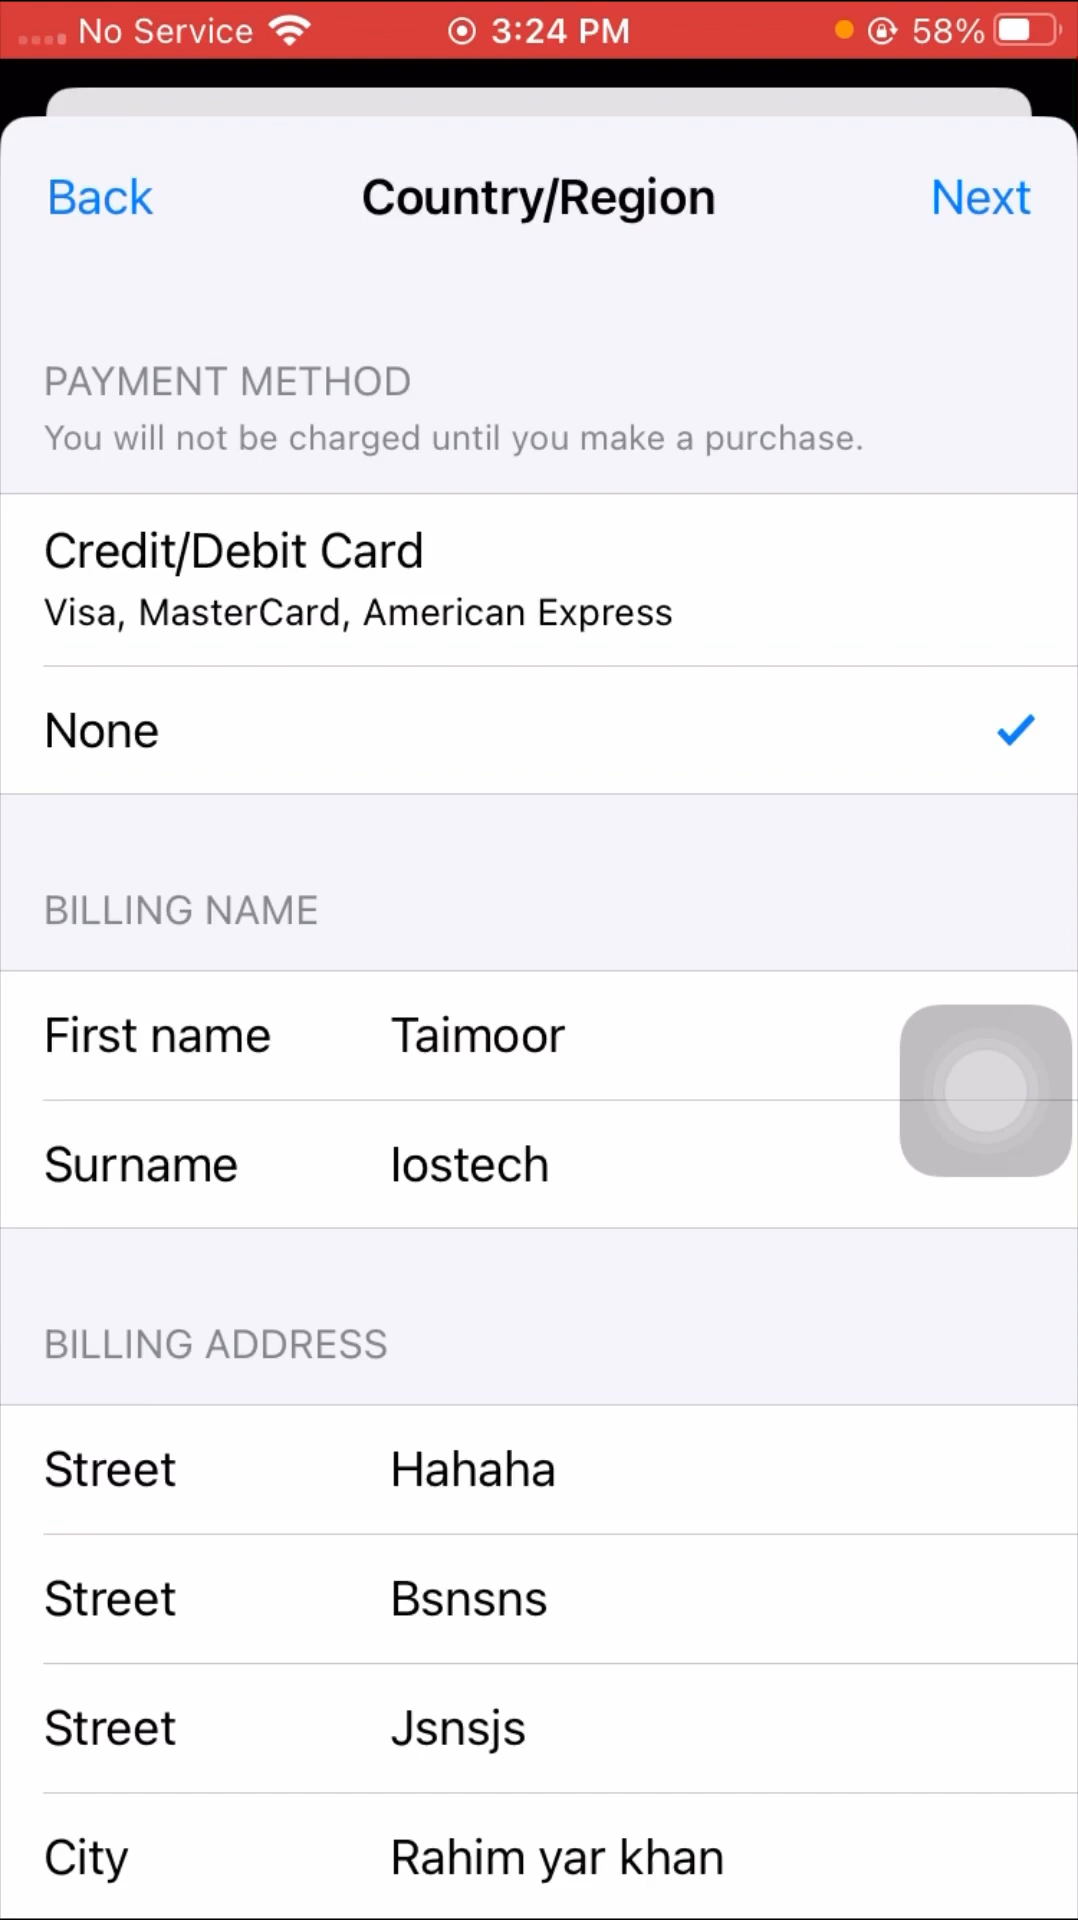 No Service 3:24 PM 58%
Back Country/Region Next
PAYMENT METHOD
You will not be charged until you make a purchase.
Credit/Debit Card
Visa, MasterCard, American Express
None
BILLING NAME
First name Taimoor
Surname Iostech
BILLING ADDRESS
Street Hahaha
Street Bsnsns
Street Jsnsjs
City Rahim yar khan